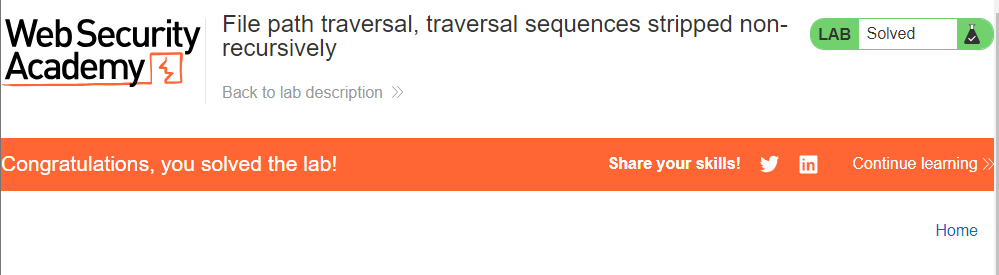 Web Security
Academy
File path traversal, traversal sequences stripped non-
recursively
LAB Solved
Back to lab description
Congratulations, you solved the lab!
Share your skills!
Continue learning
Home